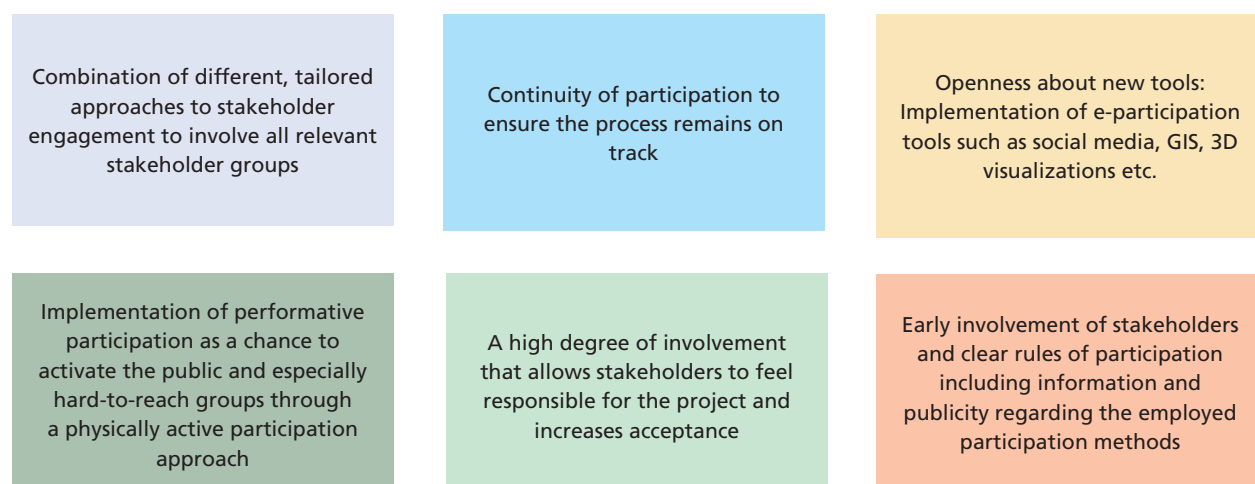 Combination of different, tailored
approaches to stakeholder
engagement to involve all relevant
stakeholder groups
Continuity of participation to
ensure the process remains on
track
Openness about new tools:
Implementation of e-participation
tools such as social media, GIS, 3D
visualizations etc.
Implementation of performative
participation as a chance to
activate the public and especially
hard-to-reach groups through
a physically active participation
approach
A high degree of involvement
that allows stakeholders to feel
responsible for the project and
increases acceptance
Early involvement of stakeholders
and clear rules of participation
including information and
publicity regarding the employed
participation methods